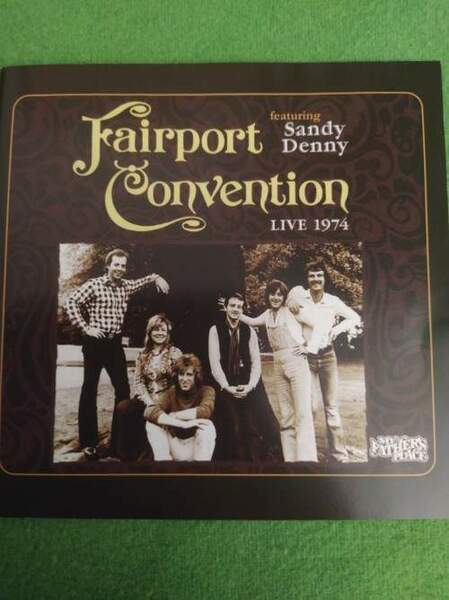 featuring
Fairport Sandy
Denny
Convention
LIVE 1974
MY
FATHER'S
PLACE